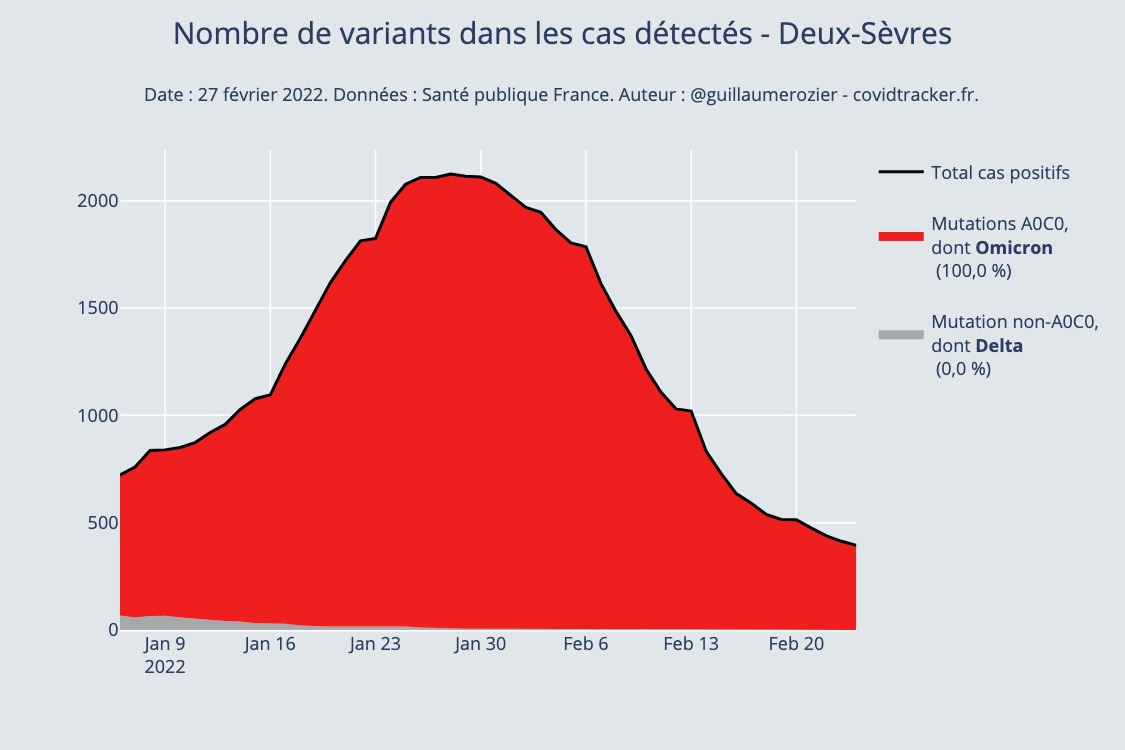 Nombre de variants dans les cas détectés - Deux-Sèvres
Date : 27 février 2022. Données : Santé publique France. Auteur : @guillaumerozier - covidtracker.fr.
Total cas positifs
Mutations A0C0,
dont Omicron
(100,0 %)
Mutation non-A0C0,
dont Delta
(0,0 %)
2000
1500
1000
500
0
Jan 9
2022
Jan 16
Jan 23
Jan 30
Feb 6
Feb 13
Feb 20